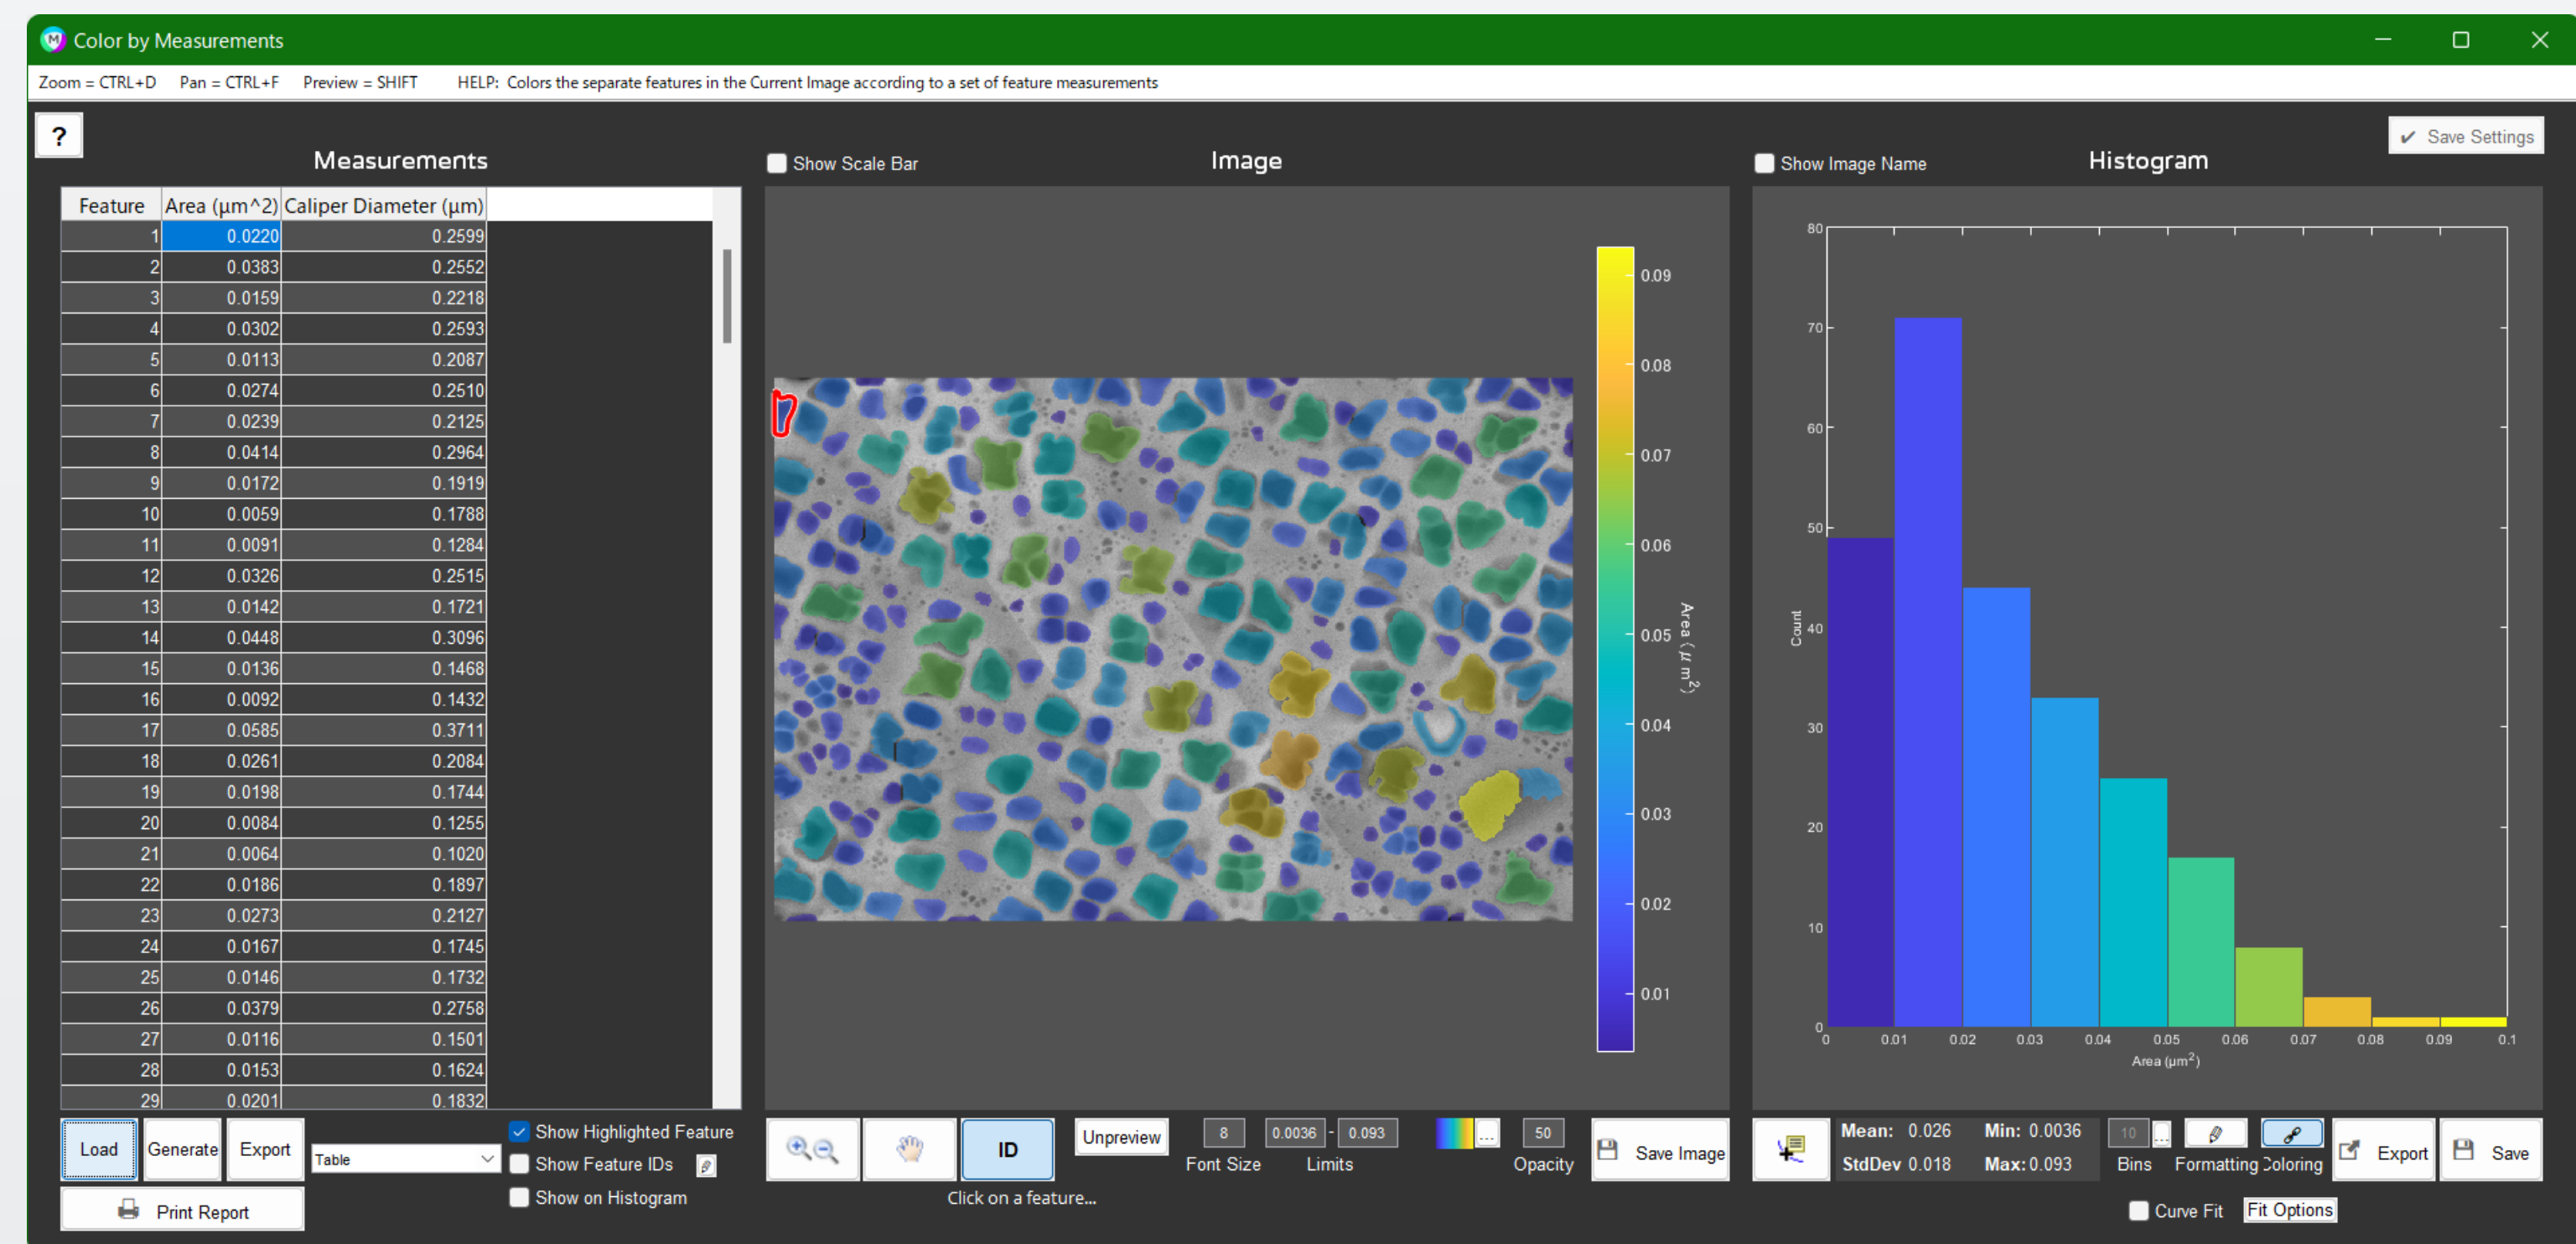 Color by Measurements
Zoom = CTRL+D Pan = CTRL+F Preview = SHIFT HELP: Colors the separate features in the Current Image according to a set of feature measurements
?
Save Settings
Measurements
Show Scale Bar
Image
Show Image Name
Histogram
Feature Area (μm^2) Caliper Diameter (μm)
1 0.0220 0.2599
2 0.0383 0.2552
3 0.0159 0.2218
4 0.0302 0.2593
5 0.0113 0.2087
6 0.0274 0.2510
7 0.0239 0.2125
8 0.0414 0.2964
9 0.0172 0.1919
10 0.0059 0.1788
11 0.0091 0.1284
12 0.0326 0.2515
13 0.0142 0.1721
14 0.0448 0.3096
15 0.0136 0.1468
16 0.0092 0.1432
17 0.0585 0.3711
18 0.0261 0.2084
19 0.0198 0.1744
20 0.0084 0.1255
21 0.0064 0.1020
22 0.0186 0.1897
23 0.0273 0.2127
24 0.0167 0.1745
25 0.0146 0.1732
26 0.0379 0.2758
27 0.0116 0.1501
28 0.0153 0.1624
29 0.0201 0.1832
0.09
0.08
0.07
0.06
0.05
0.04
0.03
0.02
0.01
Area (μm²)
80
70
60
50
40
30
20
10
0
Count
0 0.01 0.02 0.03 0.04 0.05 0.06 0.07 0.08 0.09 0.1
Area (μm²)
Load Generate Export Table
Show Highlighted Feature
Show Feature IDs
Show on Histogram
Print Report
ID
Click on a feature...
Unpreview
8
Font Size
0.0036 - 0.093
Limits
...
50
Opacity
Save Image
Mean: 0.026 Min: 0.0036
StdDev 0.018 Max: 0.093
10 ...
Bins Formatting Coloring
Export
Save
Curve Fit Fit Options